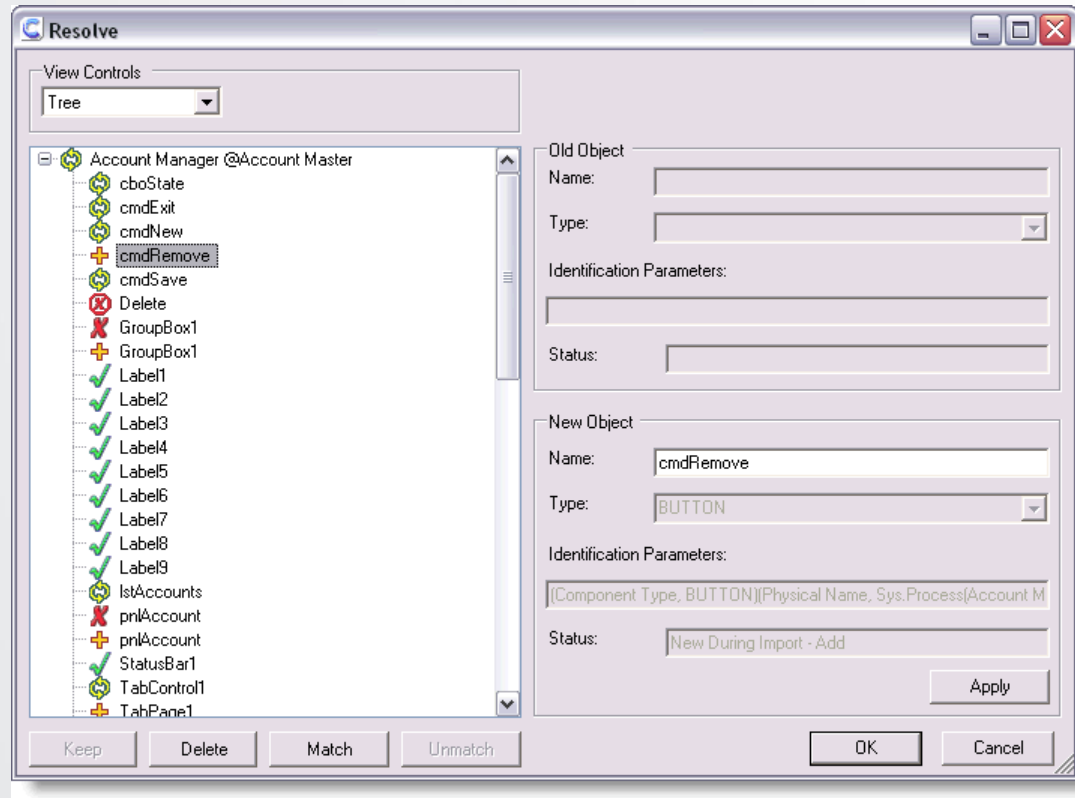 Resolve
View Controls
Tree
Account Manager @Account Master
cboState
cmdExit
cmdNew
cmdRemove
cmdSave
Delete
GroupBox1
GroupBox1
Label1
Label2
Label3
Label4
Label5
Label6
Label7
Label8
Label9
lstAccounts
pnlAccount
pnlAccount
StatusBar1
TabControl1
TabPage1
Keep
Delete
Match
Unmatch
Old Object
Name:
Type:
Identification Parameters:
Status:
New Object
Name:
cmdRemove
Type:
BUTTON
Identification Parameters:
(Component Type, BUTTON)(Physical Name, Sys.Process(Account M
Status:
New During Import - Add
Apply
OK
Cancel